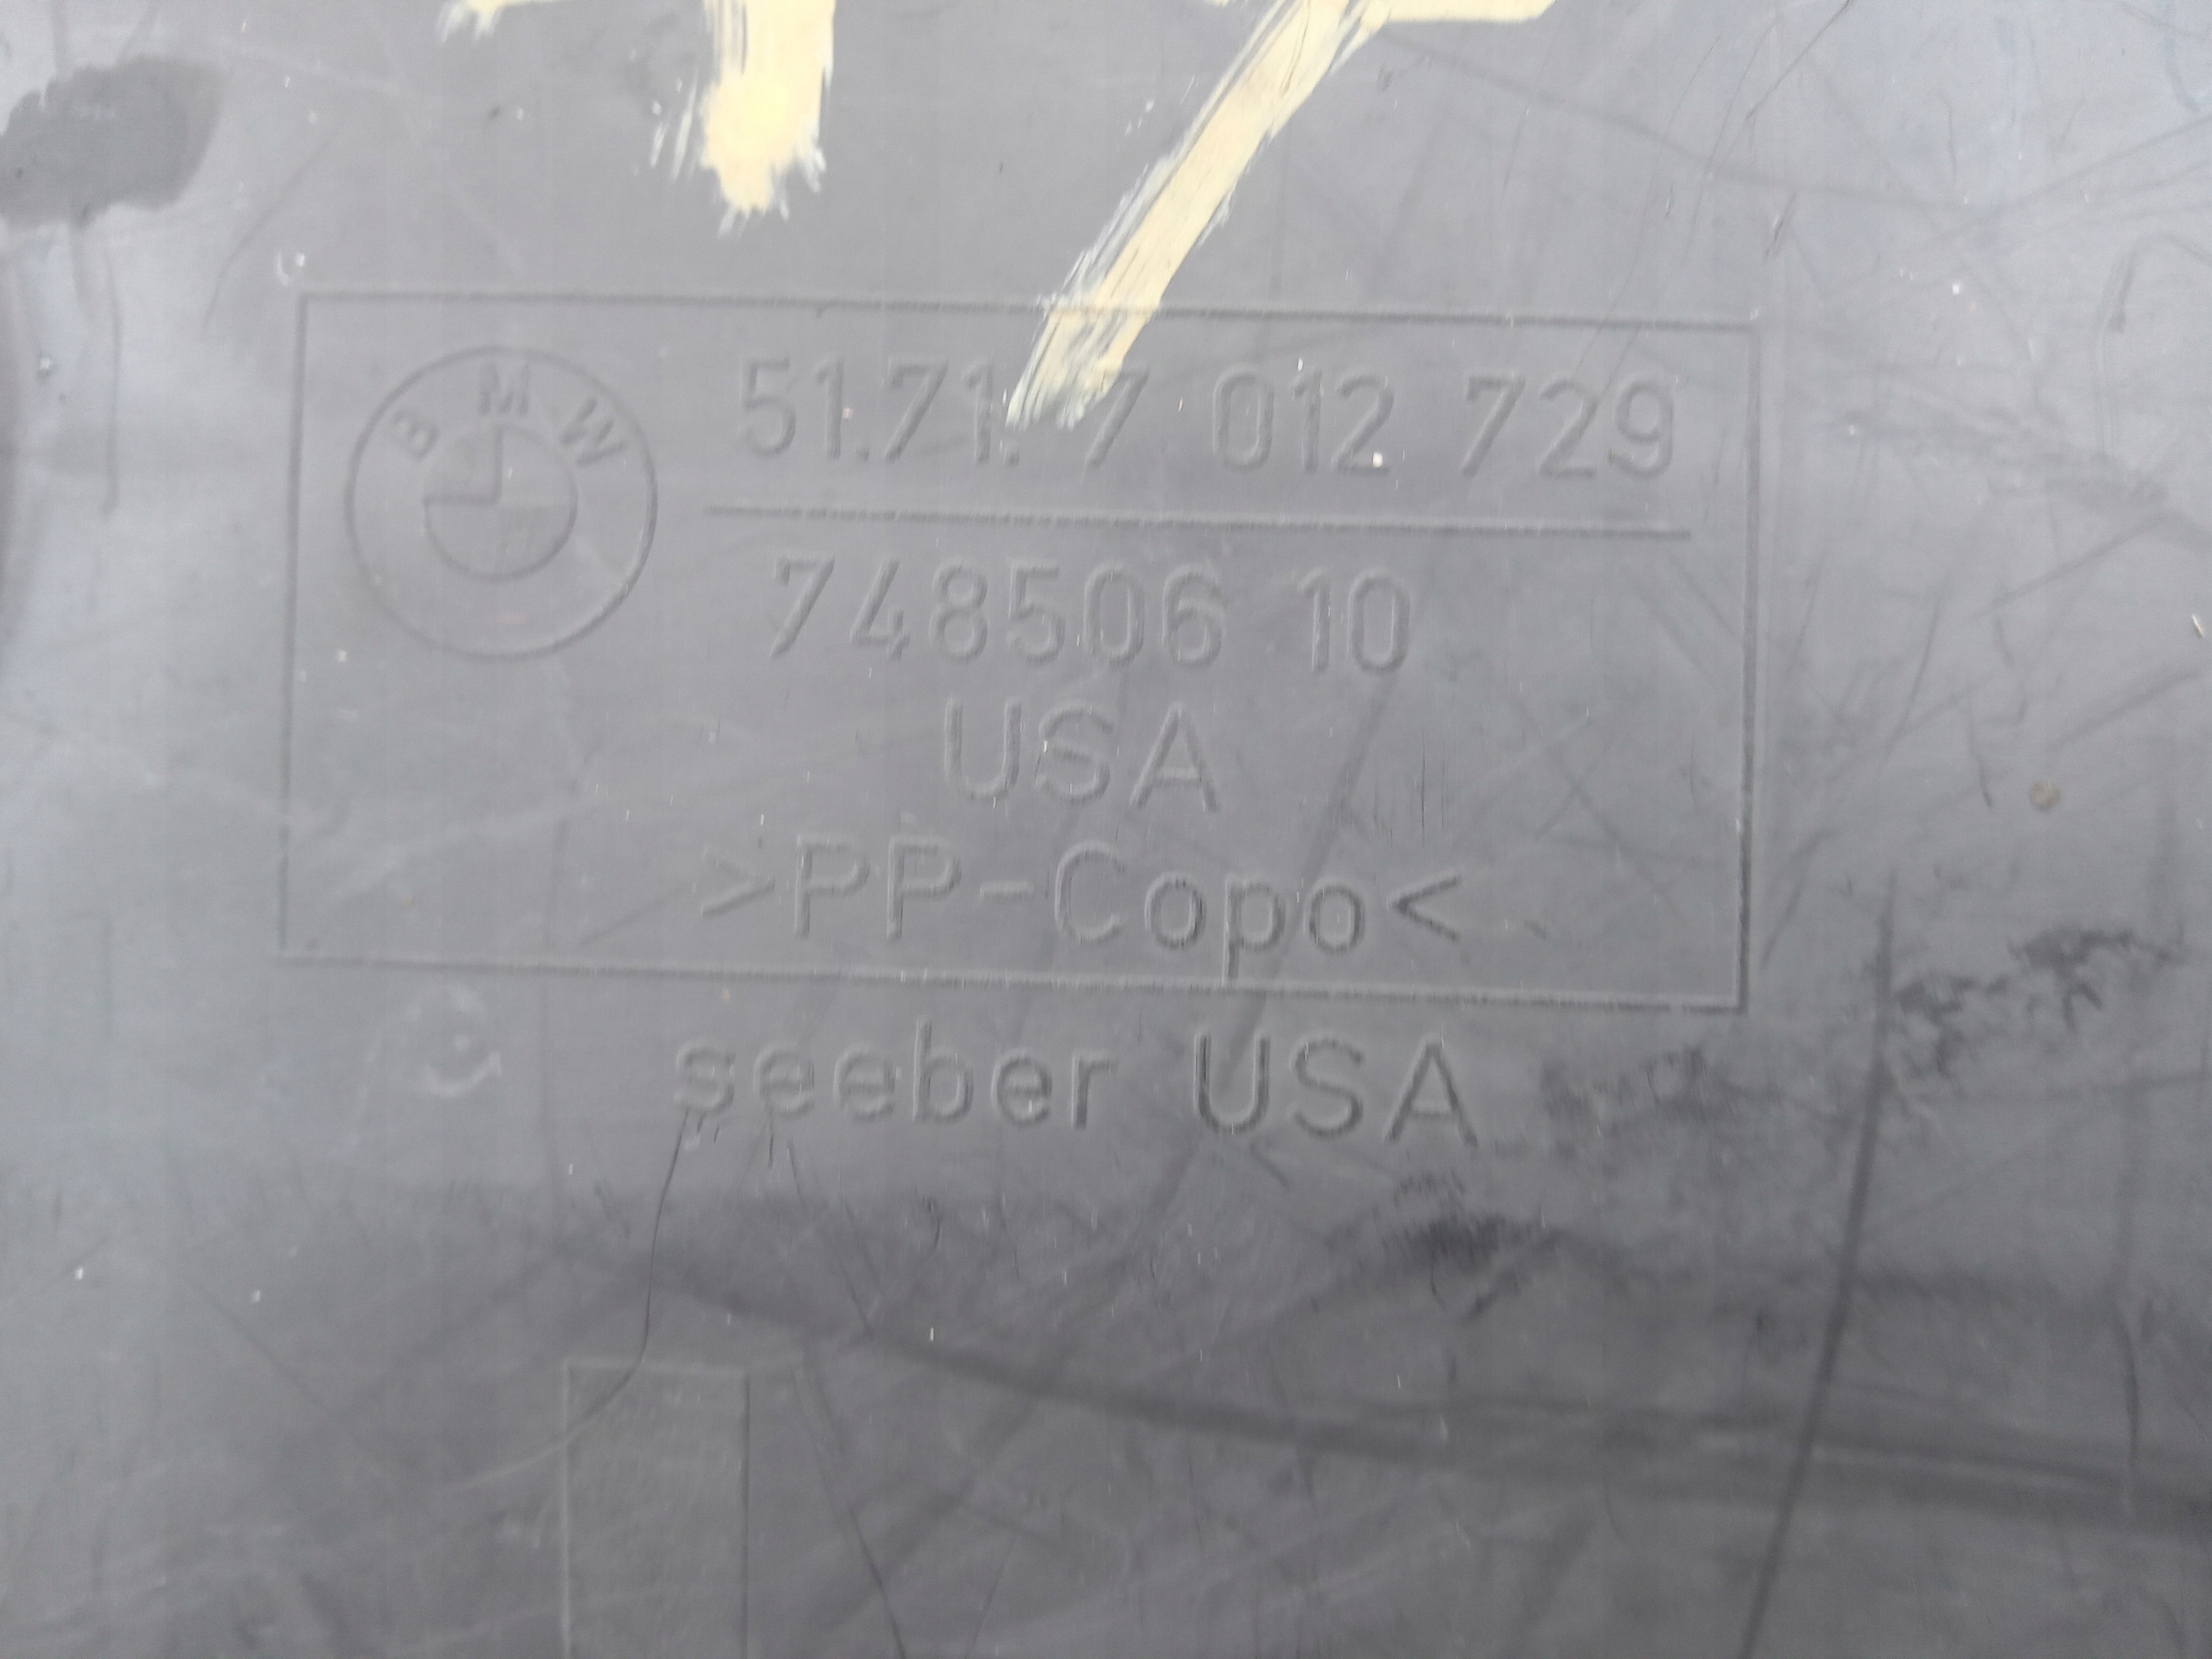 BMW
51.71. 7 012 729
748506 10
USA
>PP-Copo<
seeber USA